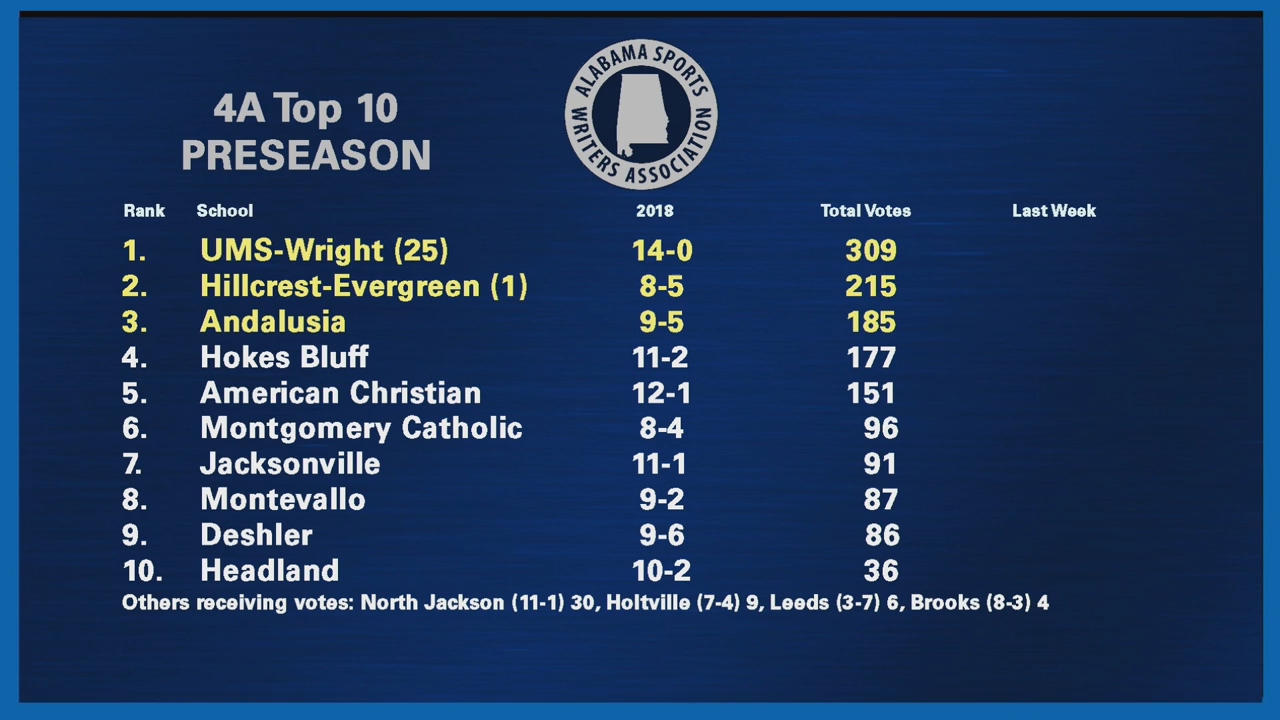 4A Top 10
PRESEASON
ALABAMA SPORTS
WRITERS ASSOCIATION
Rank School 2018 Total Votes Last Week
1. UMS-Wright (25) 14-0 309
2. Hillcrest-Evergreen (1) 8-5 215
3. Andalusia 9-5 185
4. Hokes Bluff 11-2 177
5. American Christian 12-1 151
6. Montgomery Catholic 8-4 96
7. Jacksonville 11-1 91
8. Montevallo 9-2 87
9. Deshler 9-6 86
10. Headland 10-2 36
Others receiving votes: North Jackson (11-1) 30, Holtville (7-4) 9, Leeds (3-7) 6, Brooks (8-3) 4